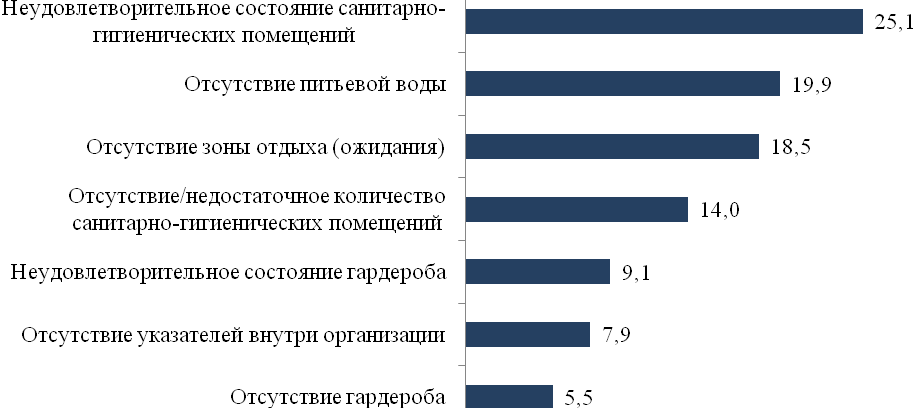 Неудовлетворительное состояние санитарно-
гигиенических помещений
25,1
Отсутствие питьевой воды
19,9
Отсутствие зоны отдыха (ожидания)
18,5
Отсутствие/недостаточное количество
санитарно-гигиенических помещений
14,0
Неудовлетворительное состояние гардероба
9,1
Отсутствие указателей внутри организации
7,9
Отсутствие гардероба
5,5